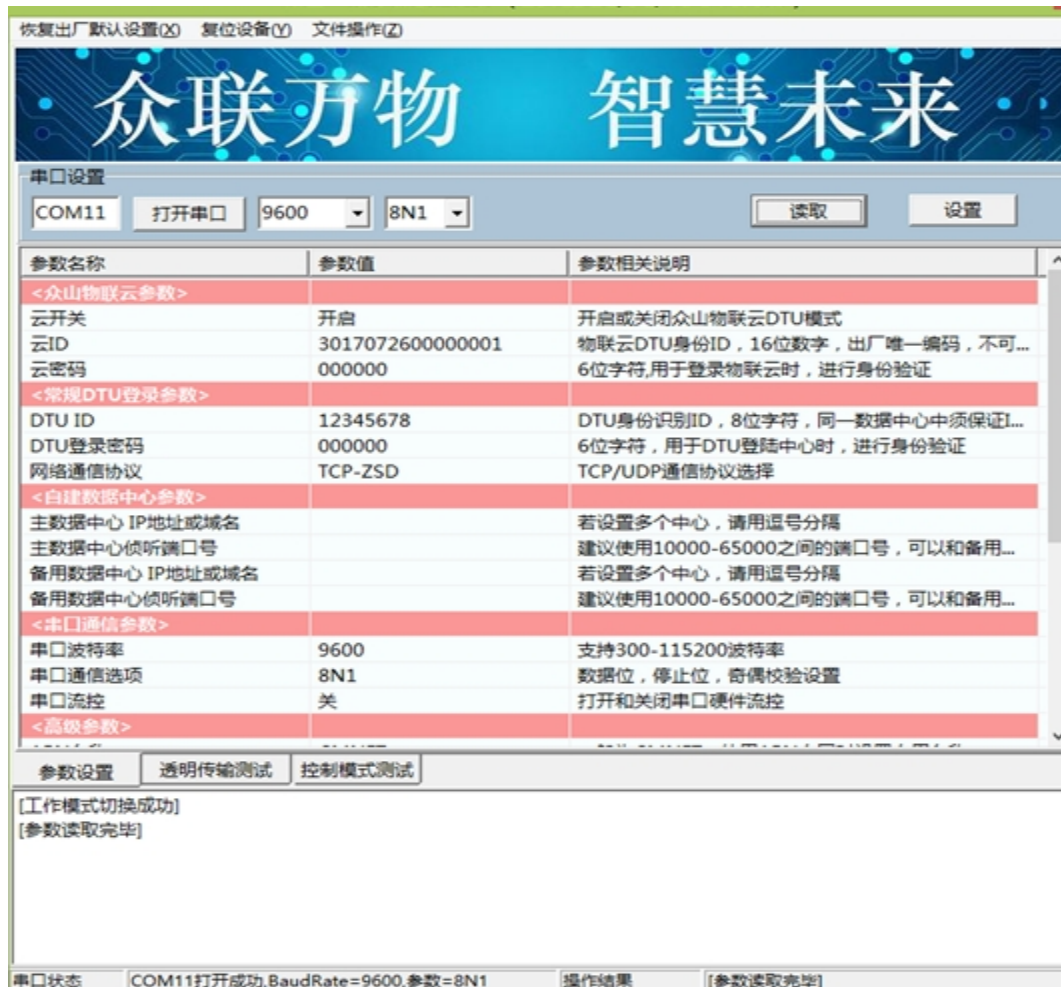 恢复出厂默认设置(X) 复位设备(Y) 文件操作(Z)
众联万物 智慧未来
串口设置
COM11 打开串口 9600 8N1 读取 设置
参数名称 参数值 参数相关说明
<众山物联云参数>
云开关 开启 开启或关闭众山物联云DTU模式
云ID 3017072600000001 物联云DTU身份ID，16位数字，出厂唯一编码，不可...
云密码 000000 6位字符,用于登录物联云时，进行身份验证
<常规DTU登录参数>
DTU ID 12345678 DTU身份识别ID，8位字符，同一数据中心中须保证I...
DTU登录密码 000000 6位字符，用于DTU登陆中心时，进行身份验证
网络通信协议 TCP-ZSD TCP/UDP通信协议选择
<自建数据中心参数>
主数据中心 IP地址或域名 若设置多个中心，请用逗号分隔
主数据中心侦听端口号 建议使用10000-65000之间的端口号，可以和备用...
备用数据中心 IP地址或域名 若设置多个中心，请用逗号分隔
备用数据中心侦听端口号 建议使用10000-65000之间的端口号，可以和备用...
<串口通信参数>
串口波特率 9600 支持300-115200波特率
串口通信选项 8N1 数据位，停止位，奇偶校验设置
串口流控 关 打开和关闭串口硬件流控
<高级参数>
参数设置 透明传输测试 控制模式测试
[工作模式切换成功]
[参数读取完毕]
串口状态 COM11打开成功,BaudRate=9600,参数=8N1 操作结果 [参数读取完毕]